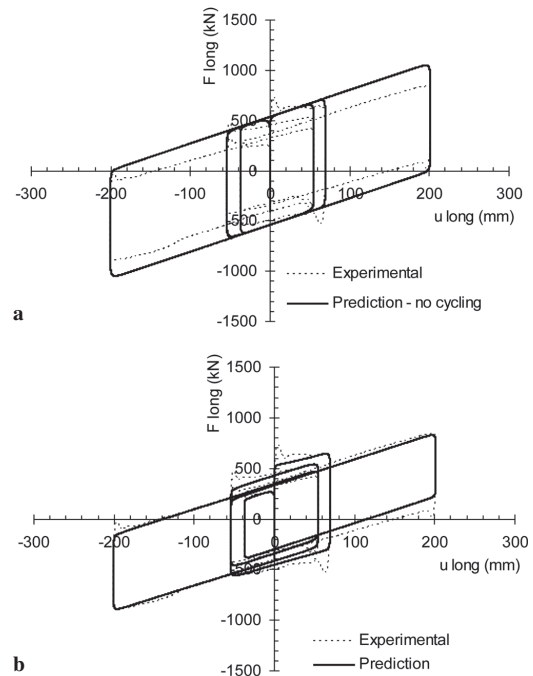 F long (kN)
1500
1000
500
0
-300 -200 -100 0 100 200 300
u long (mm)
-500
-1000
-1500
Experimental
Prediction - no cycling
a
F long (kN)
1500
1000
500
0
-300 -200 -100 0 100 200 300
u long (mm)
-500
-1000
-1500
Experimental
Prediction
b